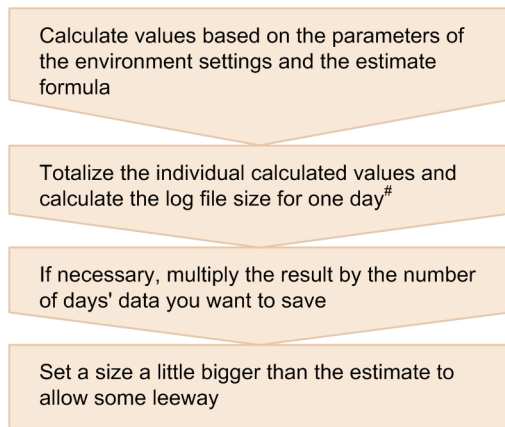 Calculate values based on the parameters of
the environment settings and the estimate
formula
Totalize the individual calculated values and
calculate the log file size for one day#
If necessary, multiply the result by the number
of days' data you want to save
Set a size a little bigger than the estimate to
allow some leeway